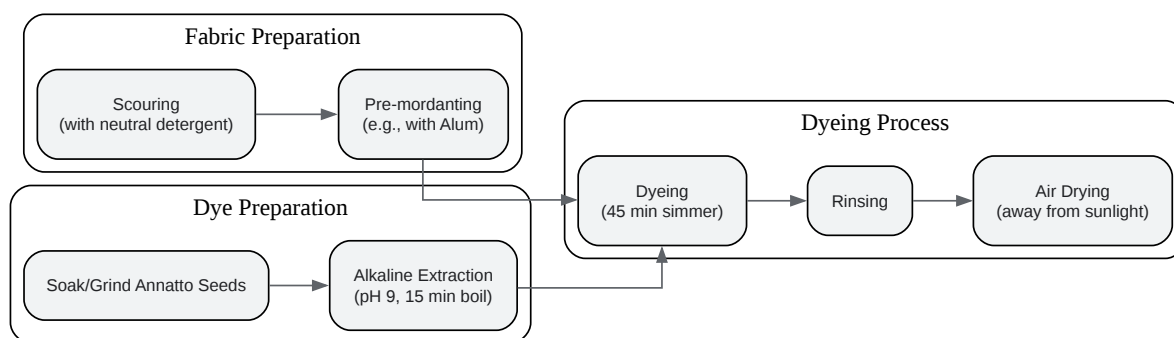 Fabric Preparation
Scouring
(with neutral detergent)
Pre-mordanting
(e.g., with Alum)
Dye Preparation
Soak/Grind Annatto Seeds
Alkaline Extraction
(pH 9, 15 min boil)
Dyeing Process
Dyeing
(45 min simmer)
Rinsing
Air Drying
(away from sunlight)